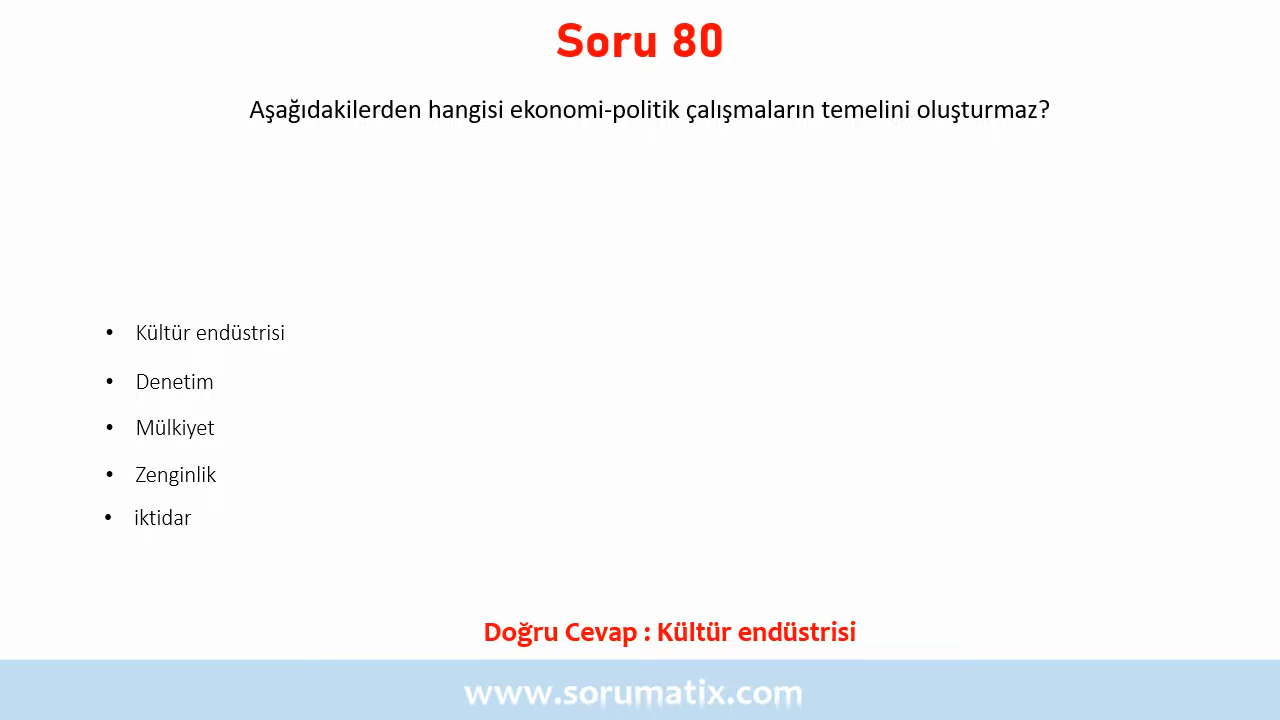 Soru 80
Aşağıdakilerden hangisi ekonomi-politik çalışmaların temelini oluşturmaz?
• Kültür endüstrisi
• Denetim
• Mülkiyet
• Zenginlik
• iktidar
Doğru Cevap : Kültür endüstrisi
www.sorumatix.com